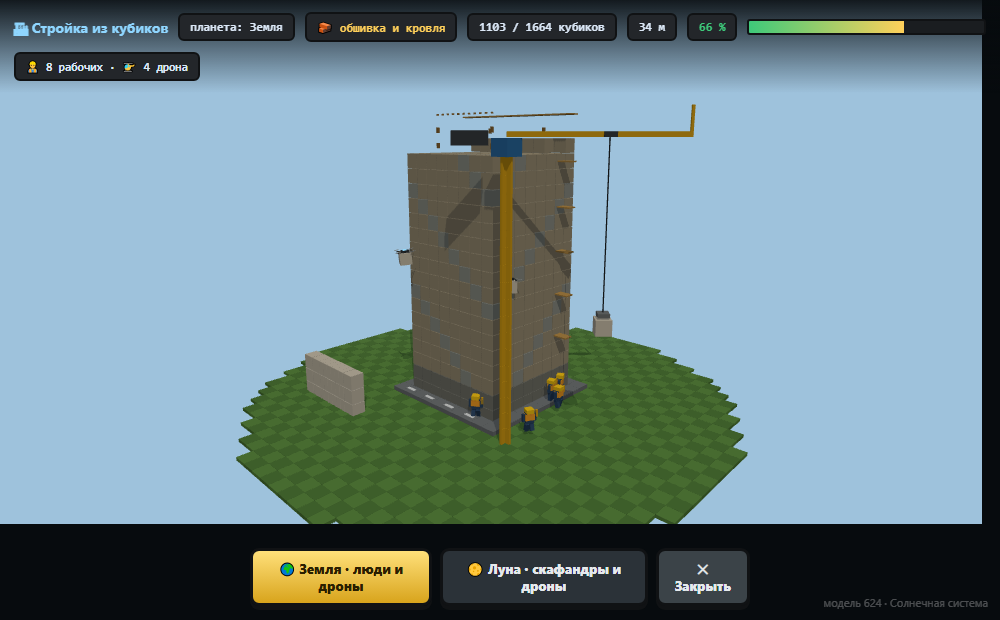 Стройка из кубиков
планета: Земля
обшивка и кровля
1103 / 1664 кубиков
34 м
66 %
8 рабочих · 4 дрона
Земля · люди и
дроны
Луна · скафандры и
дроны
✕
Закрыть
модель 624 · Солнечная система